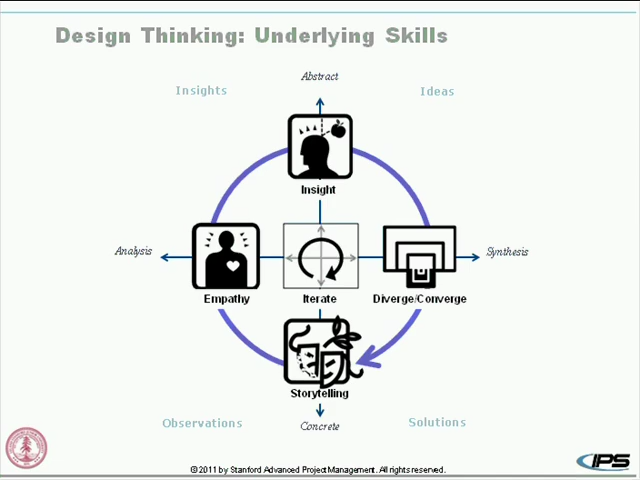 Design Thinking: Underlying Skills
Abstract
Insights
Ideas
Insight
Analysis
Synthesis
Empathy
Iterate
Diverge/Converge
Storytelling
Observations
Concrete
Solutions
© 2011 by Stanford Advanced Project Management. All rights reserved.
IPS